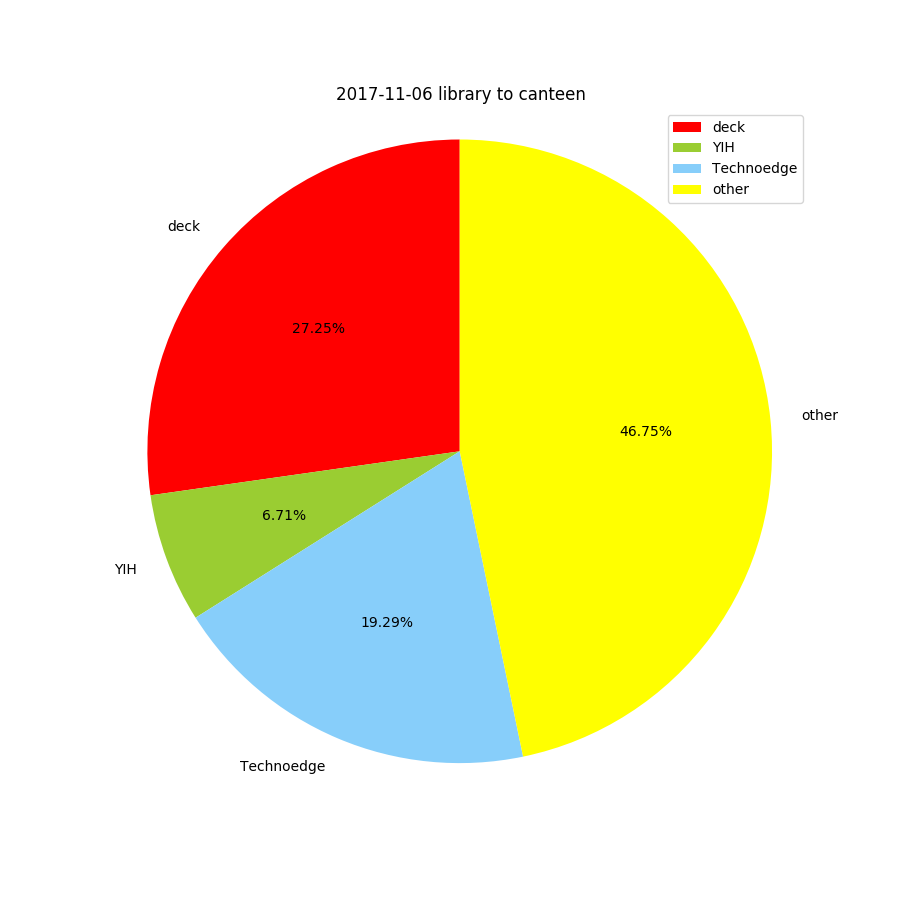 2017-11-06 library to canteen
deck
YIH
Technoedge
other
deck
27.25%
other
46.75%
6.71%
YIH
19.29%
Technoedge